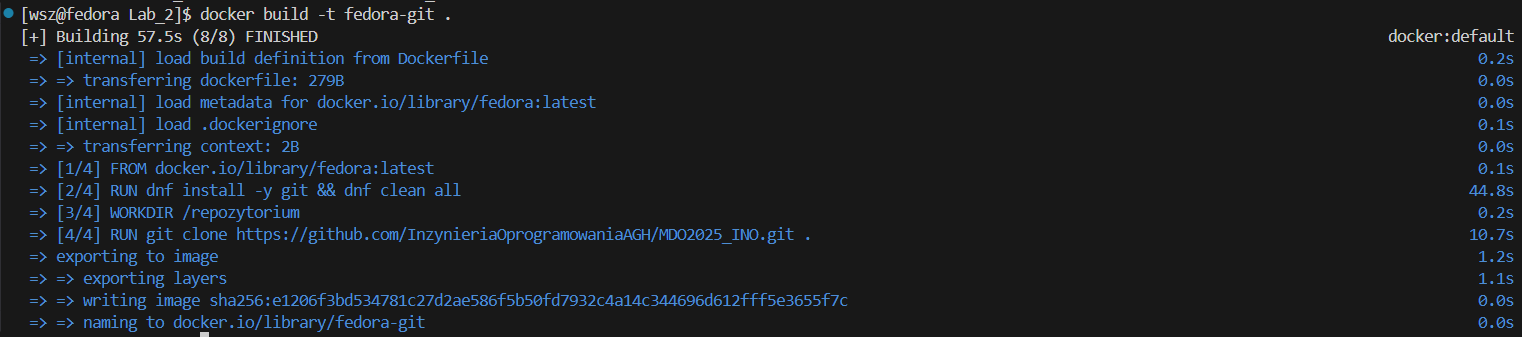 [wsz@fedora Lab_2]$ docker build -t fedora-git .
[+] Building 57.5s (8/8) FINISHED docker:default
=> [internal] load build definition from Dockerfile 0.2s
=> => transferring dockerfile: 279B 0.0s
=> [internal] load metadata for docker.io/library/fedora:latest 0.0s
=> [internal] load .dockerignore 0.1s
=> => transferring context: 2B 0.0s
=> [1/4] FROM docker.io/library/fedora:latest 0.1s
=> [2/4] RUN dnf install -y git && dnf clean all 44.8s
=> [3/4] WORKDIR /repozytorium 0.2s
=> [4/4] RUN git clone https://github.com/InzynieriaOprogramowaniaAGH/MDO2025_INO.git . 10.7s
=> exporting to image 1.2s
=> => exporting layers 1.1s
=> => writing image sha256:e1206f3bd534781c27d2ae586f5b50fd7932c4a14c344696d612fff5e3655f7c 0.0s
=> => naming to docker.io/library/fedora-git 0.0s